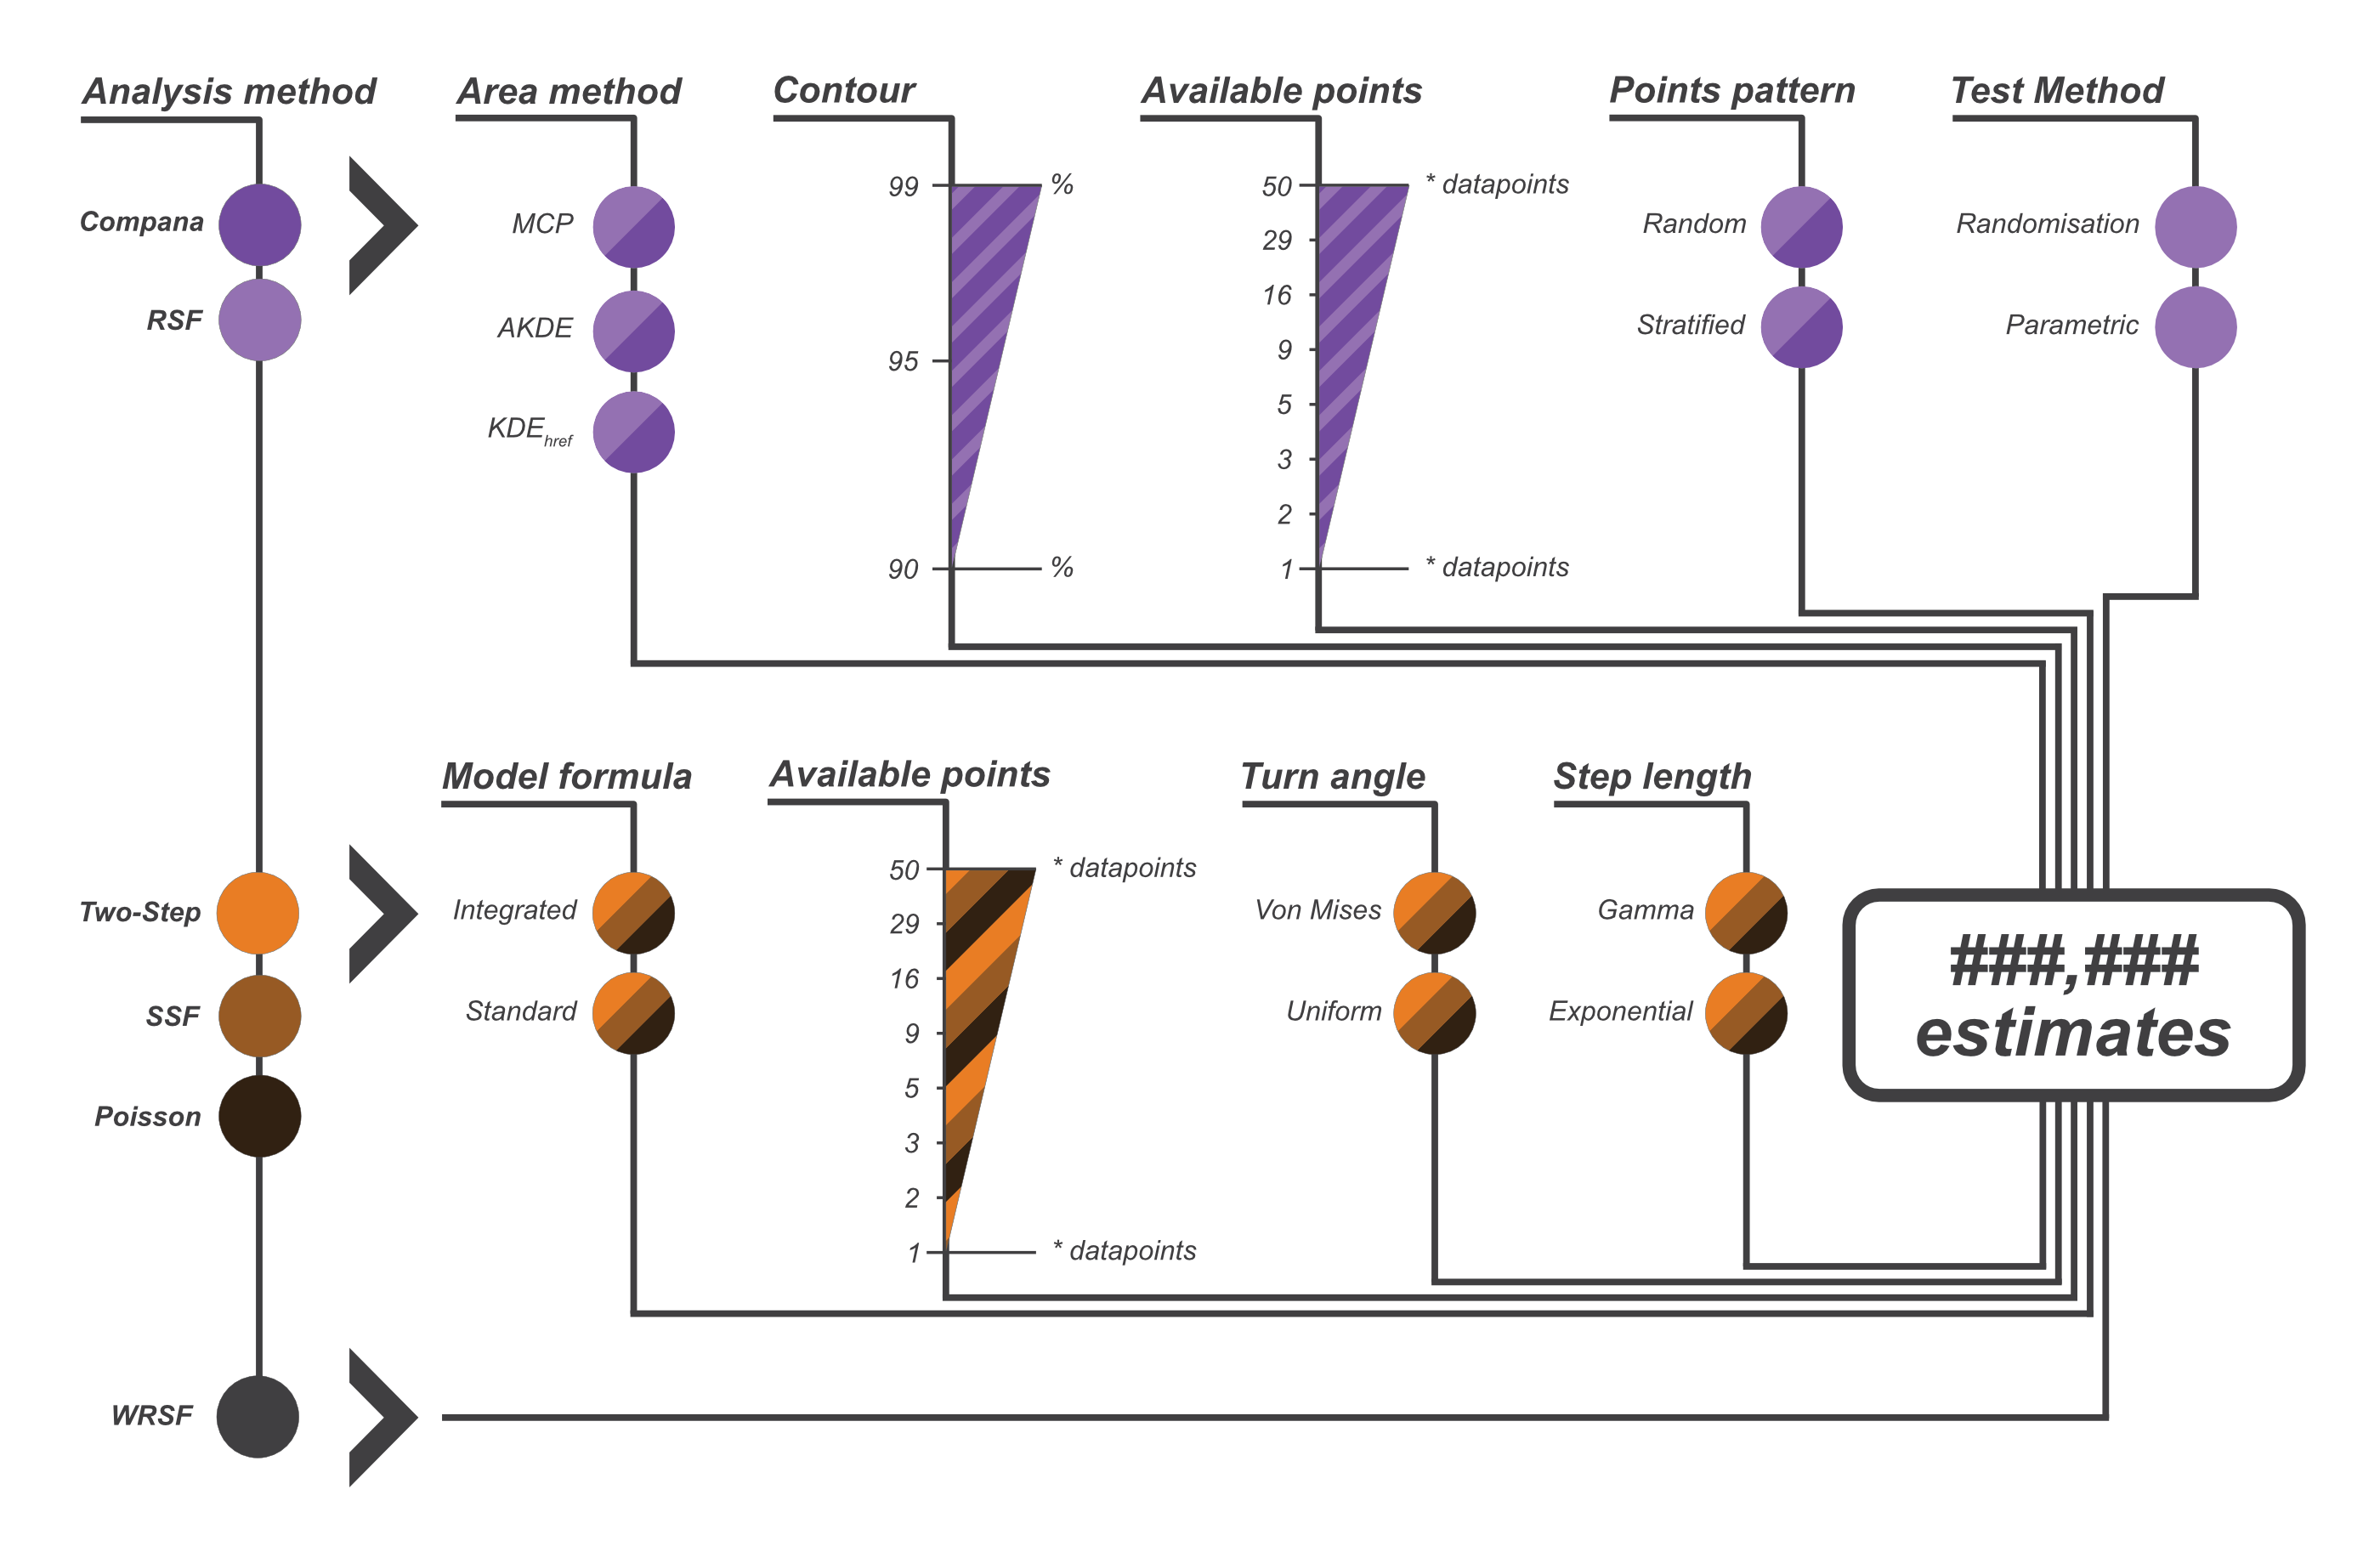 Analysis method
Compana
RSF
Area method
MCP
AKDE
KDEhref
Contour
99 %
95
90 %
Available points
50 * datapoints
29
16
9
5
3
2
1 * datapoints
Points pattern
Random
Stratified
Test Method
Randomisation
Parametric
Two-Step
SSF
Poisson
Model formula
Integrated
Standard
Available points
50 * datapoints
29
16
9
5
3
2
1 * datapoints
Turn angle
Von Mises
Uniform
Step length
Gamma
Exponential
###,###
estimates
WRSF